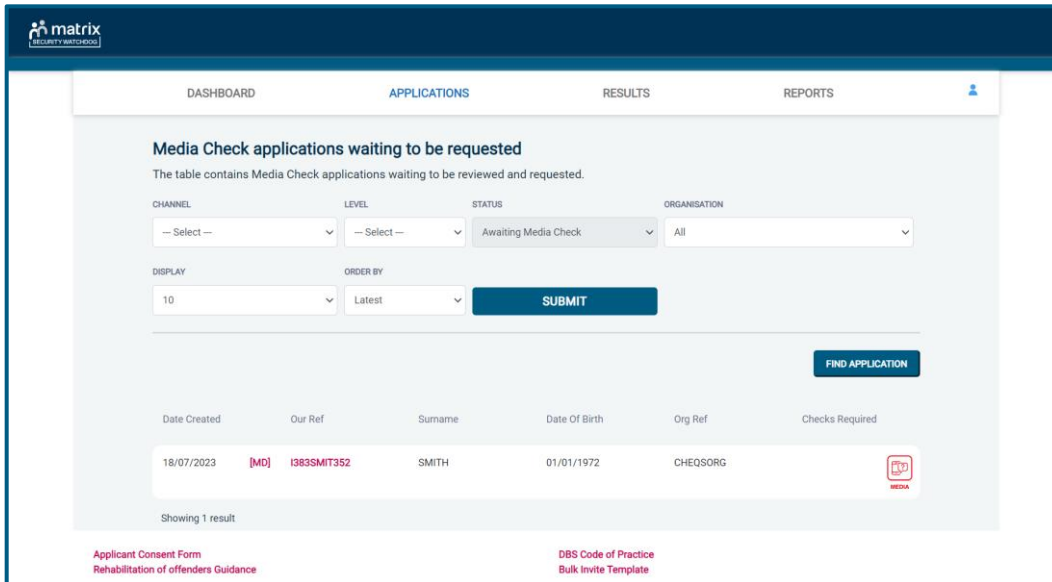 matrix
SECURITY WATCHDOG
DASHBOARD APPLICATIONS RESULTS REPORTS
Media Check applications waiting to be requested
The table contains Media Check applications waiting to be reviewed and requested.
CHANNEL LEVEL STATUS ORGANISATION
--- Select --- --- Select --- Awaiting Media Check All
DISPLAY ORDER BY
10 Latest SUBMIT
FIND APPLICATION
Date Created Our Ref Surname Date Of Birth Org Ref Checks Required
18/07/2023 [MD] I383SMIT352 SMITH 01/01/1972 CHEQSORG
MEDIA
Showing 1 result
Applicant Consent Form DBS Code of Practice
Rehabilitation of offenders Guidance Bulk Invite Template